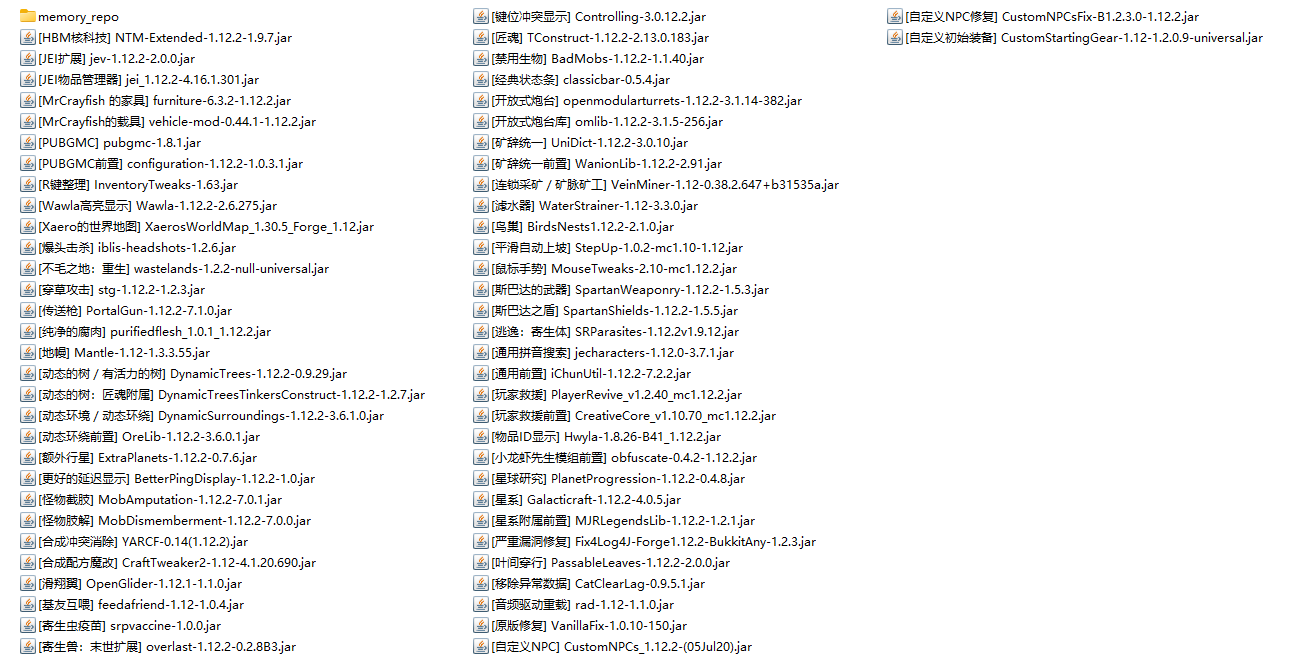 memory_repo
[HBM核科技] NTM-Extended-1.12.2-1.9.7.jar
[JEI扩展] jev-1.12.2-2.0.0.jar
[JEI物品管理器] jei_1.12.2-4.16.1.301.jar
[MrCrayfish 的家具] furniture-6.3.2-1.12.2.jar
[MrCrayfish的载具] vehicle-mod-0.44.1-1.12.2.jar
[PUBGMC] pubgmc-1.8.1.jar
[PUBGMC前置] configuration-1.12.2-1.0.3.1.jar
[R键整理] InventoryTweaks-1.63.jar
[Wawla高亮显示] Wawla-1.12.2-2.6.275.jar
[Xaero的世界地图] XaerosWorldMap_1.30.5_Forge_1.12.jar
[爆头击杀] iblis-headshots-1.2.6.jar
[不毛之地：重生] wastelands-1.2.2-null-universal.jar
[穿草攻击] stg-1.12.2-1.2.3.jar
[传送枪] PortalGun-1.12.2-7.1.0.jar
[纯净的腐肉] purifiedflesh_1.0.1_1.12.2.jar
[地幔] Mantle-1.12-1.3.3.55.jar
[动态的树 / 有活力的树] DynamicTrees-1.12.2-0.9.29.jar
[动态的树：匠魂附属] DynamicTreesTinkersConstruct-1.12.2-1.2.7.jar
[动态环境 / 动态环绕] DynamicSurroundings-1.12.2-3.6.1.0.jar
[动态环绕前置] OreLib-1.12.2-3.6.0.1.jar
[额外行星] ExtraPlanets-1.12.2-0.7.6.jar
[更好的延迟显示] BetterPingDisplay-1.12.2-1.0.jar
[怪物截肢] MobAmputation-1.12.2-7.0.1.jar
[怪物肢解] MobDismemberment-1.12.2-7.0.0.jar
[合成冲突消除] YARCF-0.14(1.12.2).jar
[合成配方魔改] CraftTweaker2-1.12-4.1.20.690.jar
[滑翔翼] OpenGlider-1.12.1-1.1.0.jar
[基友互喂] feedafriend-1.12-1.0.4.jar
[寄生虫疫苗] srpvaccine-1.0.0.jar
[寄生兽：末世扩展] overlast-1.12.2-0.2.8B3.jar
[键位冲突显示] Controlling-3.0.12.2.jar
[匠魂] TConstruct-1.12.2-2.13.0.183.jar
[禁用生物] BadMobs-1.12.2-1.1.40.jar
[经典状态条] classicbar-0.5.4.jar
[开放式炮台] openmodularturrets-1.12.2-3.1.14-382.jar
[开放式炮台库] omlib-1.12.2-3.1.5-256.jar
[矿辞统一] UniDict-1.12.2-3.0.10.jar
[矿辞统一前置] WanionLib-1.12.2-2.91.jar
[连锁采矿 / 矿脉矿工] VeinMiner-1.12-0.38.2.647+b31535a.jar
[滤水器] WaterStrainer-1.12-3.3.0.jar
[鸟巢] BirdsNests1.12.2-2.1.0.jar
[平滑自动上坡] StepUp-1.0.2-mc1.10-1.12.jar
[鼠标手势] MouseTweaks-2.10-mc1.12.2.jar
[斯巴达的武器] SpartanWeaponry-1.12.2-1.5.3.jar
[斯巴达之盾] SpartanShields-1.12.2-1.5.5.jar
[逃逸：寄生体] SRParasites-1.12.2v1.9.12.jar
[通用拼音搜索] jecharacters-1.12.0-3.7.1.jar
[通用前置] iChunUtil-1.12.2-7.2.2.jar
[玩家救援] PlayerRevive_v1.2.40_mc1.12.2.jar
[玩家救援前置] CreativeCore_v1.10.70_mc1.12.2.jar
[物品ID显示] Hwyla-1.8.26-B41_1.12.2.jar
[小龙虾先生模组前置] obfuscate-0.4.2-1.12.2.jar
[星球研究] PlanetProgression-1.12.2-0.4.8.jar
[星系] Galacticraft-1.12.2-4.0.5.jar
[星系附属前置] MJRLegendsLib-1.12.2-1.2.1.jar
[严重漏洞修复] Fix4Log4J-Forge1.12.2-BukkitAny-1.2.3.jar
[叶间穿行] PassableLeaves-1.12.2-2.0.0.jar
[移除异常数据] CatClearLag-0.9.5.1.jar
[音频驱动重载] rad-1.12-1.1.0.jar
[原版修复] VanillaFix-1.0.10-150.jar
[自定义NPC] CustomNPCs_1.12.2-(05Jul20).jar
[自定义NPC修复] CustomNPCsFix-B1.2.3.0-1.12.2.jar
[自定义初始装备] CustomStartingGear-1.12-1.2.0.9-universal.jar